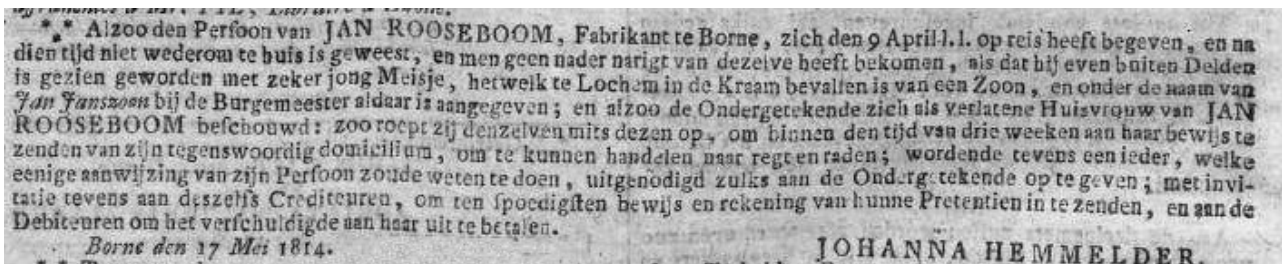 *** Alzoo den Perſoon van JAN ROOSEBOOM, Fabrikant te Borne, zich den 9 April l.l. op reis heeft begeven, en na
dien tijd niet wederom te huis is geweest, en men geen nader narigt van dezelve heeft bekomen, als dat hij even buiten Delden
is gezien geworden met zeker jong Meisje, hetwelk te Lochem in de Kraam bevallen is van een Zoon, en onder de naam van
Jan Janszoon bij de Burgemeester aldaar is aangegeven; en alzoo de Ondergetekende zich als verlatene Huisvrouw van JAN
ROOSEBOOM beſchouwd: zoo roept zij denzelven mits dezen op, om binnen den tijd van drie weeken aan haar bewijs te
zenden van zijn tegenswoordig domicilium, om te kunnen handelen naar regt en raden; wordende tevens een ieder, welke
eenige aanwijzing van zijn Perſoon zoude weten te doen, uitgenodigd zulks aan de Ondergetekende op te geven; met invi-
tatie tevens aan deszelfs Crediteuren, om ten ſpoedigſten bewijs en rekening van hunne Pretentien in te zenden, en aan de
Debiteuren om het verſchuldigde aan haar uit te betalen.
Borne den 17 Mei 1814.
JOHANNA HEMMELDER.